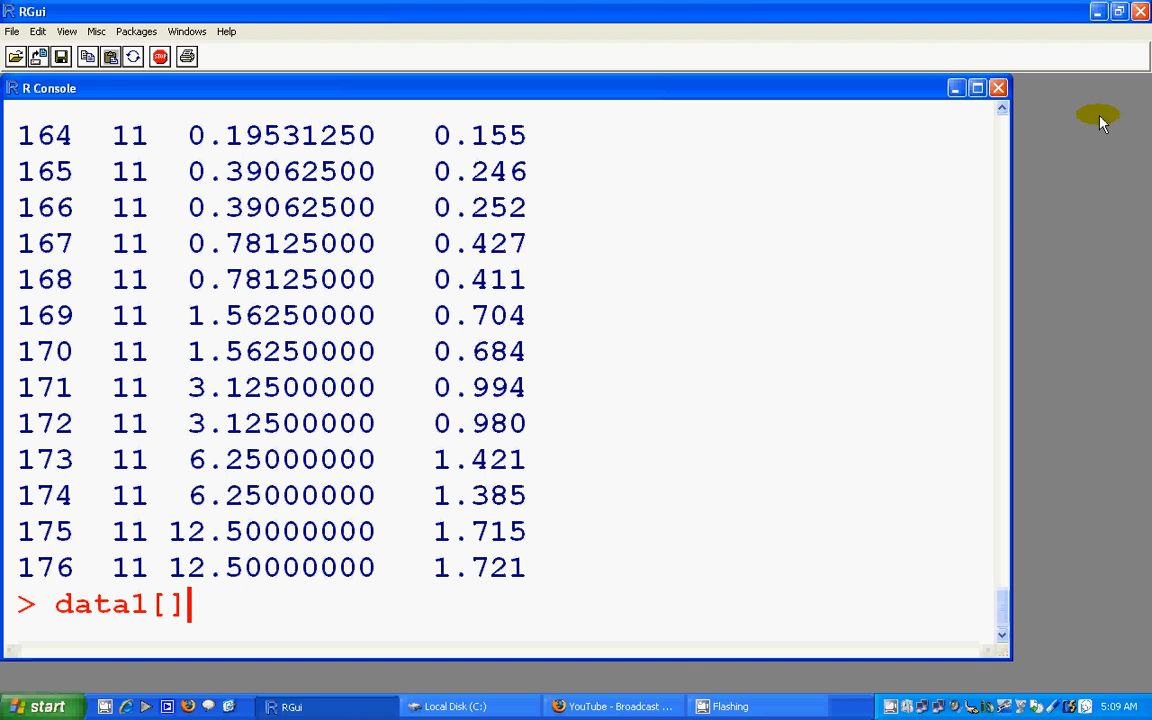 RGui
File Edit View Misc Packages Windows Help
STOP
R Console
164 11 0.19531250 0.155
165 11 0.39062500 0.246
166 11 0.39062500 0.252
167 11 0.78125000 0.427
168 11 0.78125000 0.411
169 11 1.56250000 0.704
170 11 1.56250000 0.684
171 11 3.12500000 0.994
172 11 3.12500000 0.980
173 11 6.25000000 1.421
174 11 6.25000000 1.385
175 11 12.50000000 1.715
176 11 12.50000000 1.721
> data1[]
start RGui Local Disk (C:) YouTube - Broadcast ... Flashing 5:09 AM